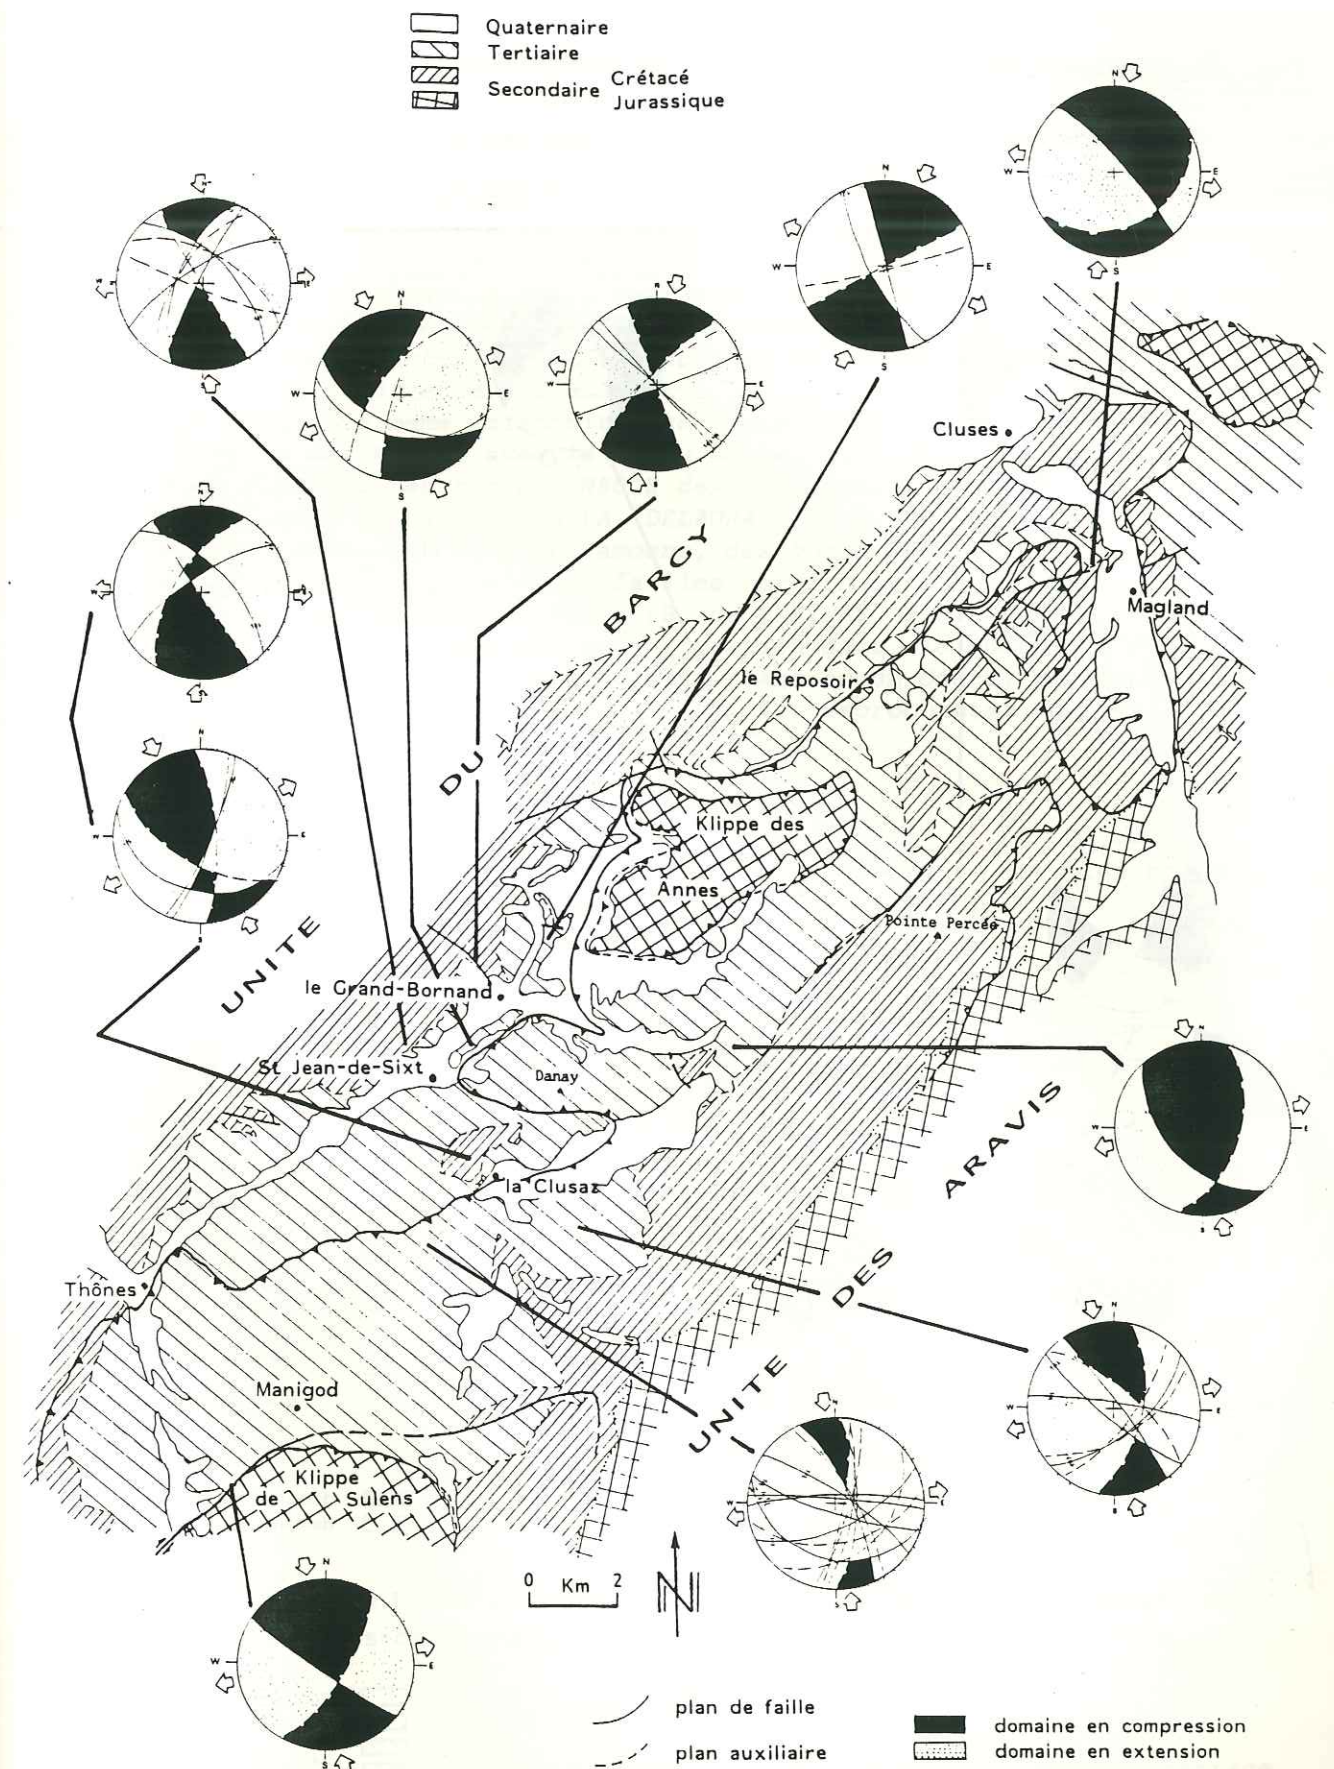 Quaternaire
Tertiaire
Secondaire Crétacé
Jurassique
N
W E
S
N
W E
S
N
W E
S
N
W E
S
N
W E
S
N
W E
S
Cluses
Magland
le Reposoir
UNITE DU BARGY
Klippe des
Annes
Pointe Percée
le Grand-Bornand
St Jean-de-Sixt
Danay
la Clusaz
UNITE DES ARAVIS
N
W E
S
N
W E
S
N
W E
S
Thônes
Manigod
Klippe
de Sulens
0 Km 2
N
N
W E
S
plan de faille
plan auxiliaire
domaine en compression
domaine en extension